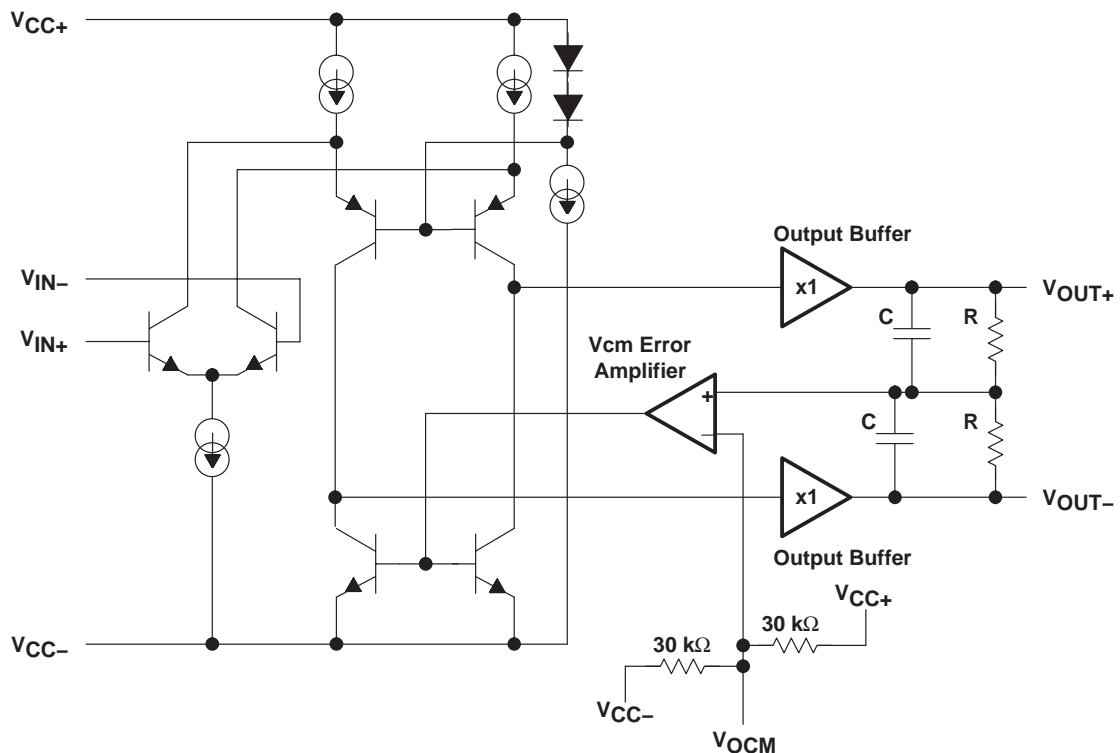 VCC+
Output Buffer
VIN−
x1
VOUT+
C
R
VIN+
Vcm Error
Amplifier
+
−
C
R
x1
VOUT−
Output Buffer
VCC+
30 kΩ
VCC−
30 kΩ
VCC−
VOCM